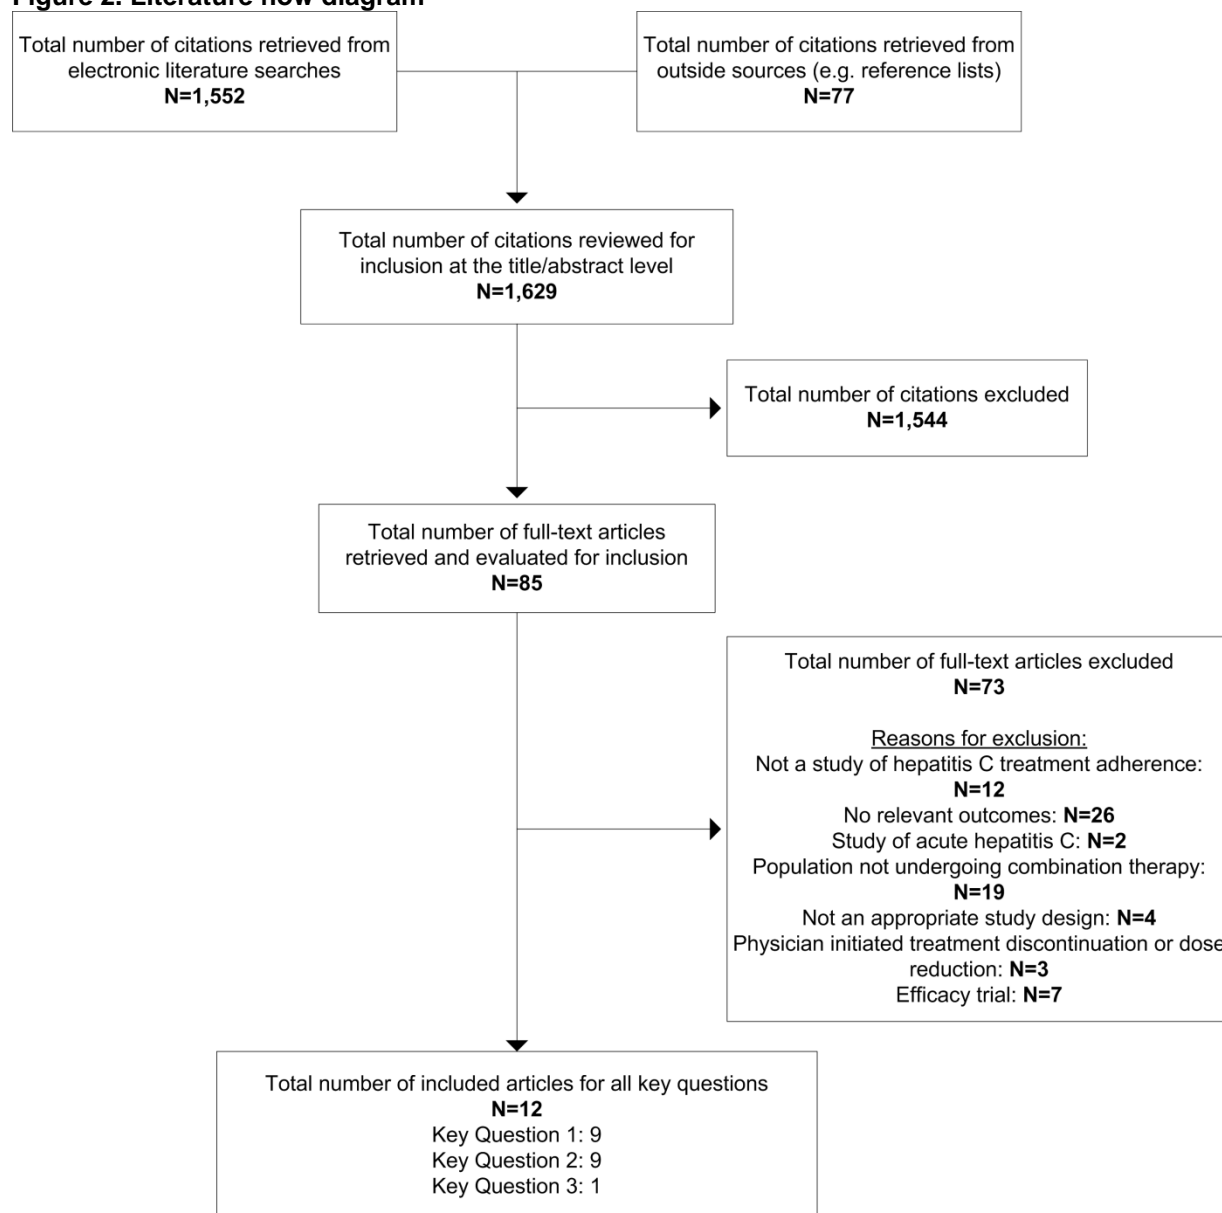 Figure 2. Literature flow diagram
Total number of citations retrieved from
electronic literature searches
N=1,552
Total number of citations retrieved from
outside sources (e.g. reference lists)
N=77
Total number of citations reviewed for
inclusion at the title/abstract level
N=1,629
Total number of citations excluded
N=1,544
Total number of full-text articles
retrieved and evaluated for inclusion
N=85
Total number of full-text articles excluded
N=73
Reasons for exclusion:
Not a study of hepatitis C treatment adherence:
N=12
No relevant outcomes: N=26
Study of acute hepatitis C: N=2
Population not undergoing combination therapy:
N=19
Not an appropriate study design: N=4
Physician initiated treatment discontinuation or dose
reduction: N=3
Efficacy trial: N=7
Total number of included articles for all key questions
N=12
Key Question 1: 9
Key Question 2: 9
Key Question 3: 1